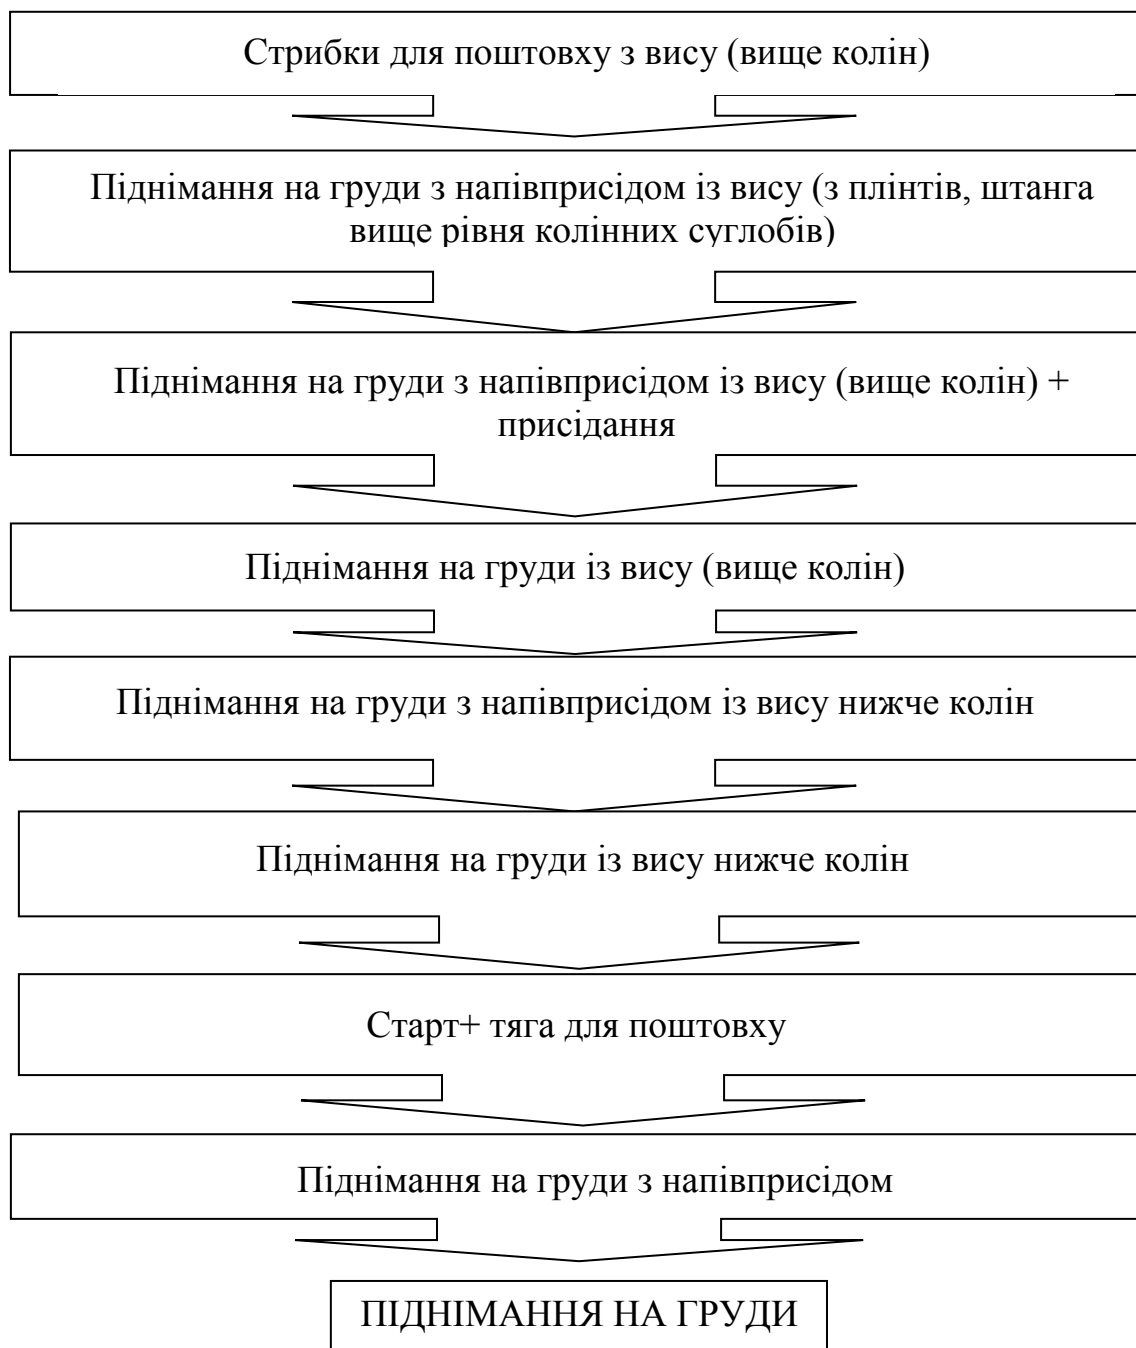 Стрибки для поштовху з вису (вище колін)
Піднімання на груди з напівприсідом із вису (з плінтів, штанга
вище рівня колінних суглобів)
Піднімання на груди з напівприсідом із вису (вище колін) +
присідання
Піднімання на груди із вису (вище колін)
Піднімання на груди з напівприсідом із вису нижче колін
Піднімання на груди із вису нижче колін
Старт+ тяга для поштовху
Піднімання на груди з напівприсідом
ПІДНІМАННЯ НА ГРУДИ